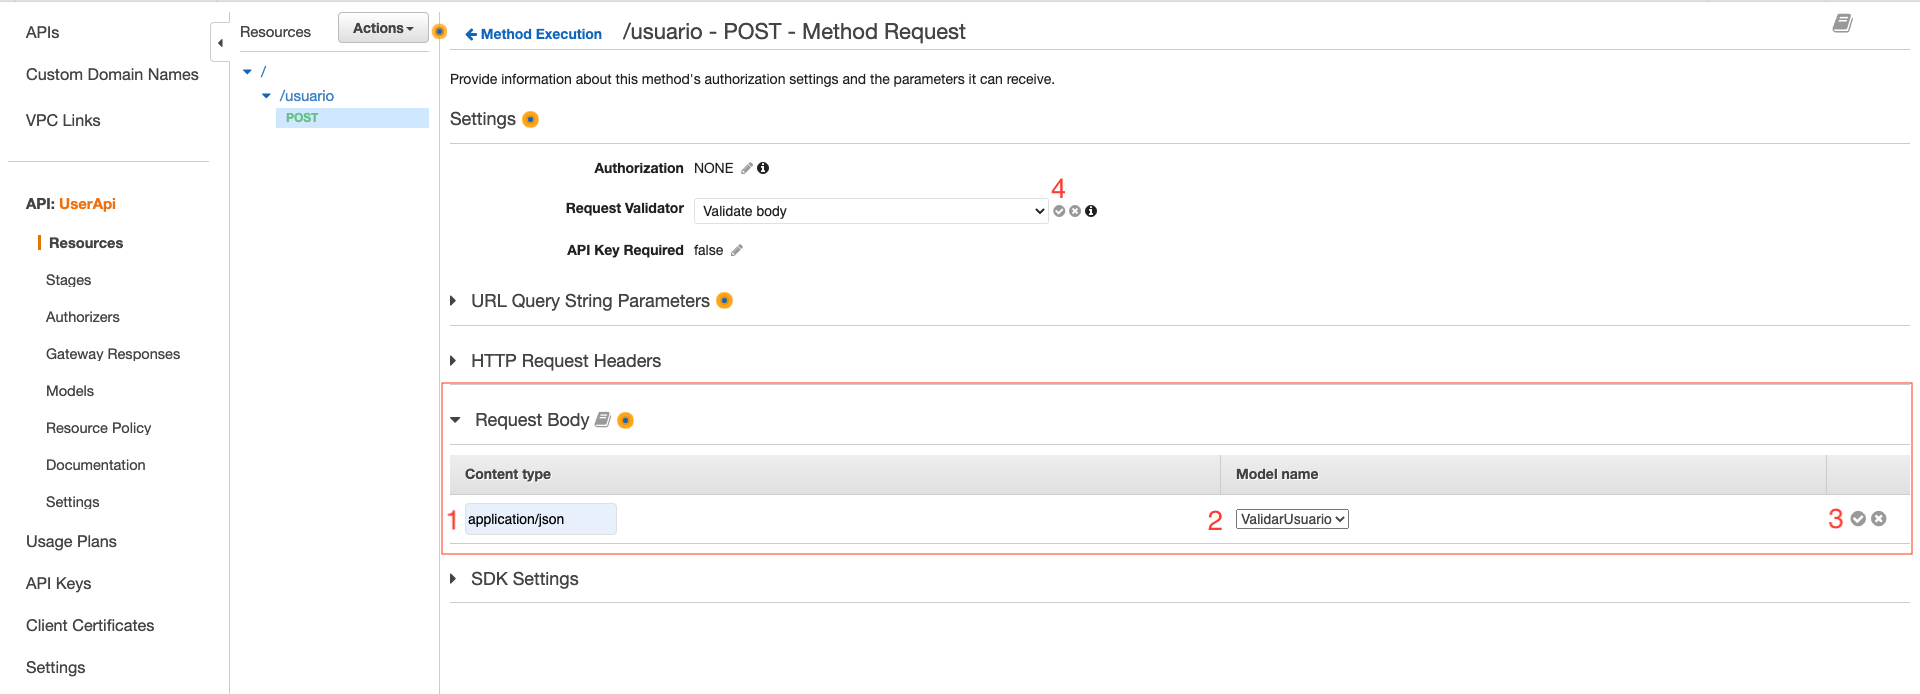 APIs
Custom Domain Names
VPC Links
API: UserApi
Resources
Stages
Authorizers
Gateway Responses
Models
Resource Policy
Documentation
Settings
Usage Plans
API Keys
Client Certificates
Settings
Resources
Actions
/
/usuario
POST
Method Execution
/usuario - POST - Method Request
Provide information about this method's authorization settings and the parameters it can receive.
Settings
Authorization NONE
4
Request Validator Validate body
API Key Required false
URL Query String Parameters
HTTP Request Headers
Request Body
Content type Model name
1 application/json 2 ValidarUsuario 3
SDK Settings